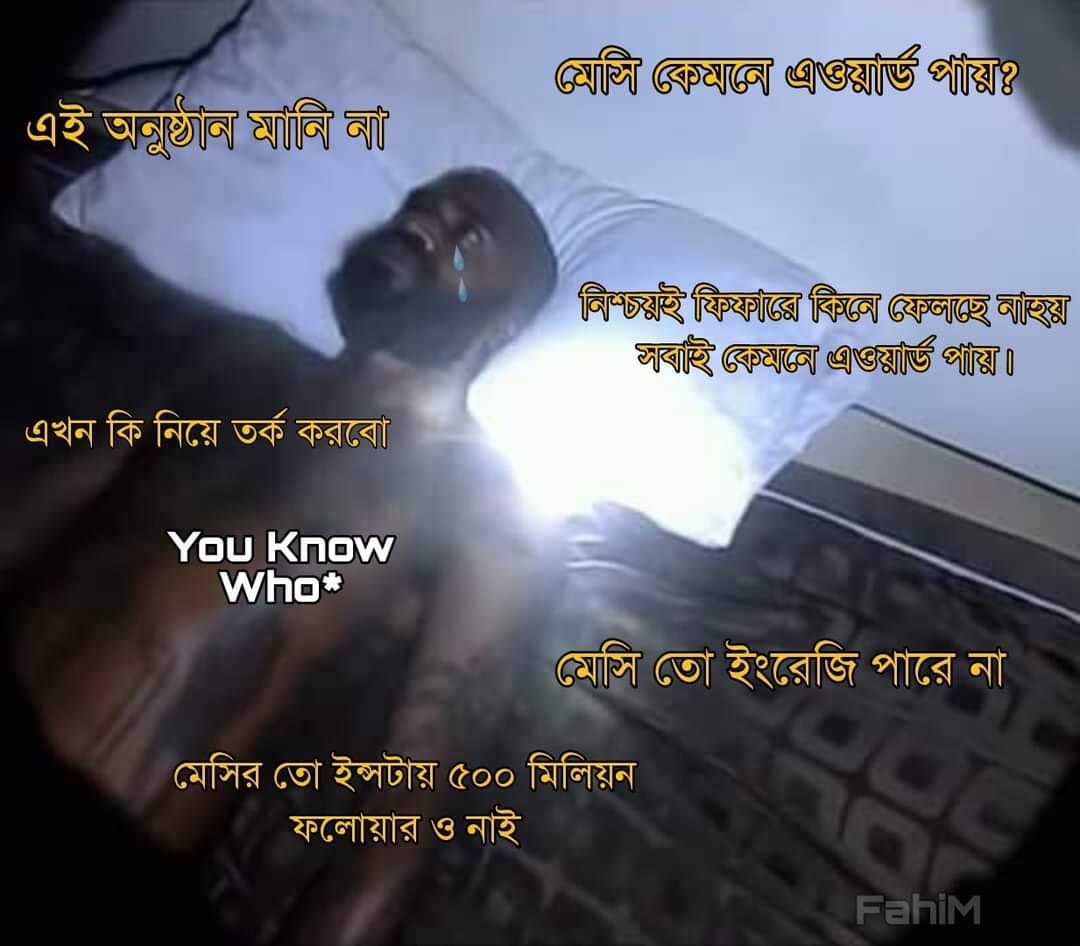 মেসি কেমনে এওয়ার্ড পায়?
এই অনুষ্ঠান মানি না
নিশ্চয়ই ফিফারে কিনে ফেলছে নাহয়
সবাই কেমনে এওয়ার্ড পায়।
এখন কি নিয়ে তর্ক করবো
You Know
Who*
মেসি তো ইংরেজি পারে না
মেসির তো ইন্সটায় ৫০০ মিলিয়ন
ফলোয়ার ও নাই
FahiM